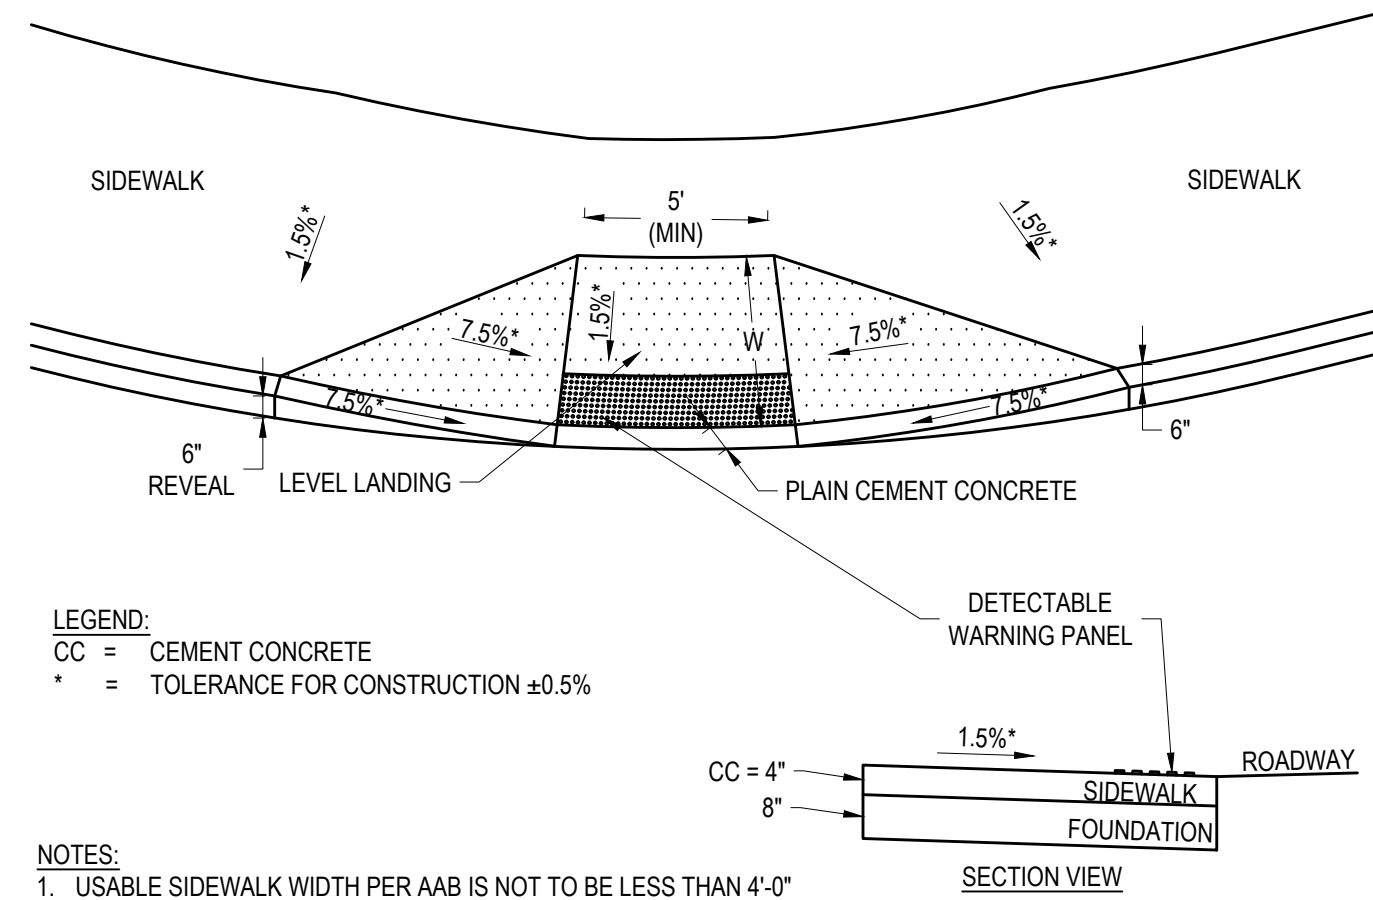 SIDEWALK
SIDEWALK
5'
(MIN)
1.5%*
1.5%*
1.5%*
W
7.5%*
7.5%*
7.5%*
7.5%*
6"
REVEAL
LEVEL LANDING
6"
PLAIN CEMENT CONCRETE
DETECTABLE
WARNING PANEL
LEGEND:
CC = CEMENT CONCRETE
* = TOLERANCE FOR CONSTRUCTION ±0.5%
1.5%*
CC = 4"
8"
ROADWAY
SIDEWALK
FOUNDATION
SECTION VIEW
NOTES:
1. USABLE SIDEWALK WIDTH PER AAB IS NOT TO BE LESS THAN 4'-0"